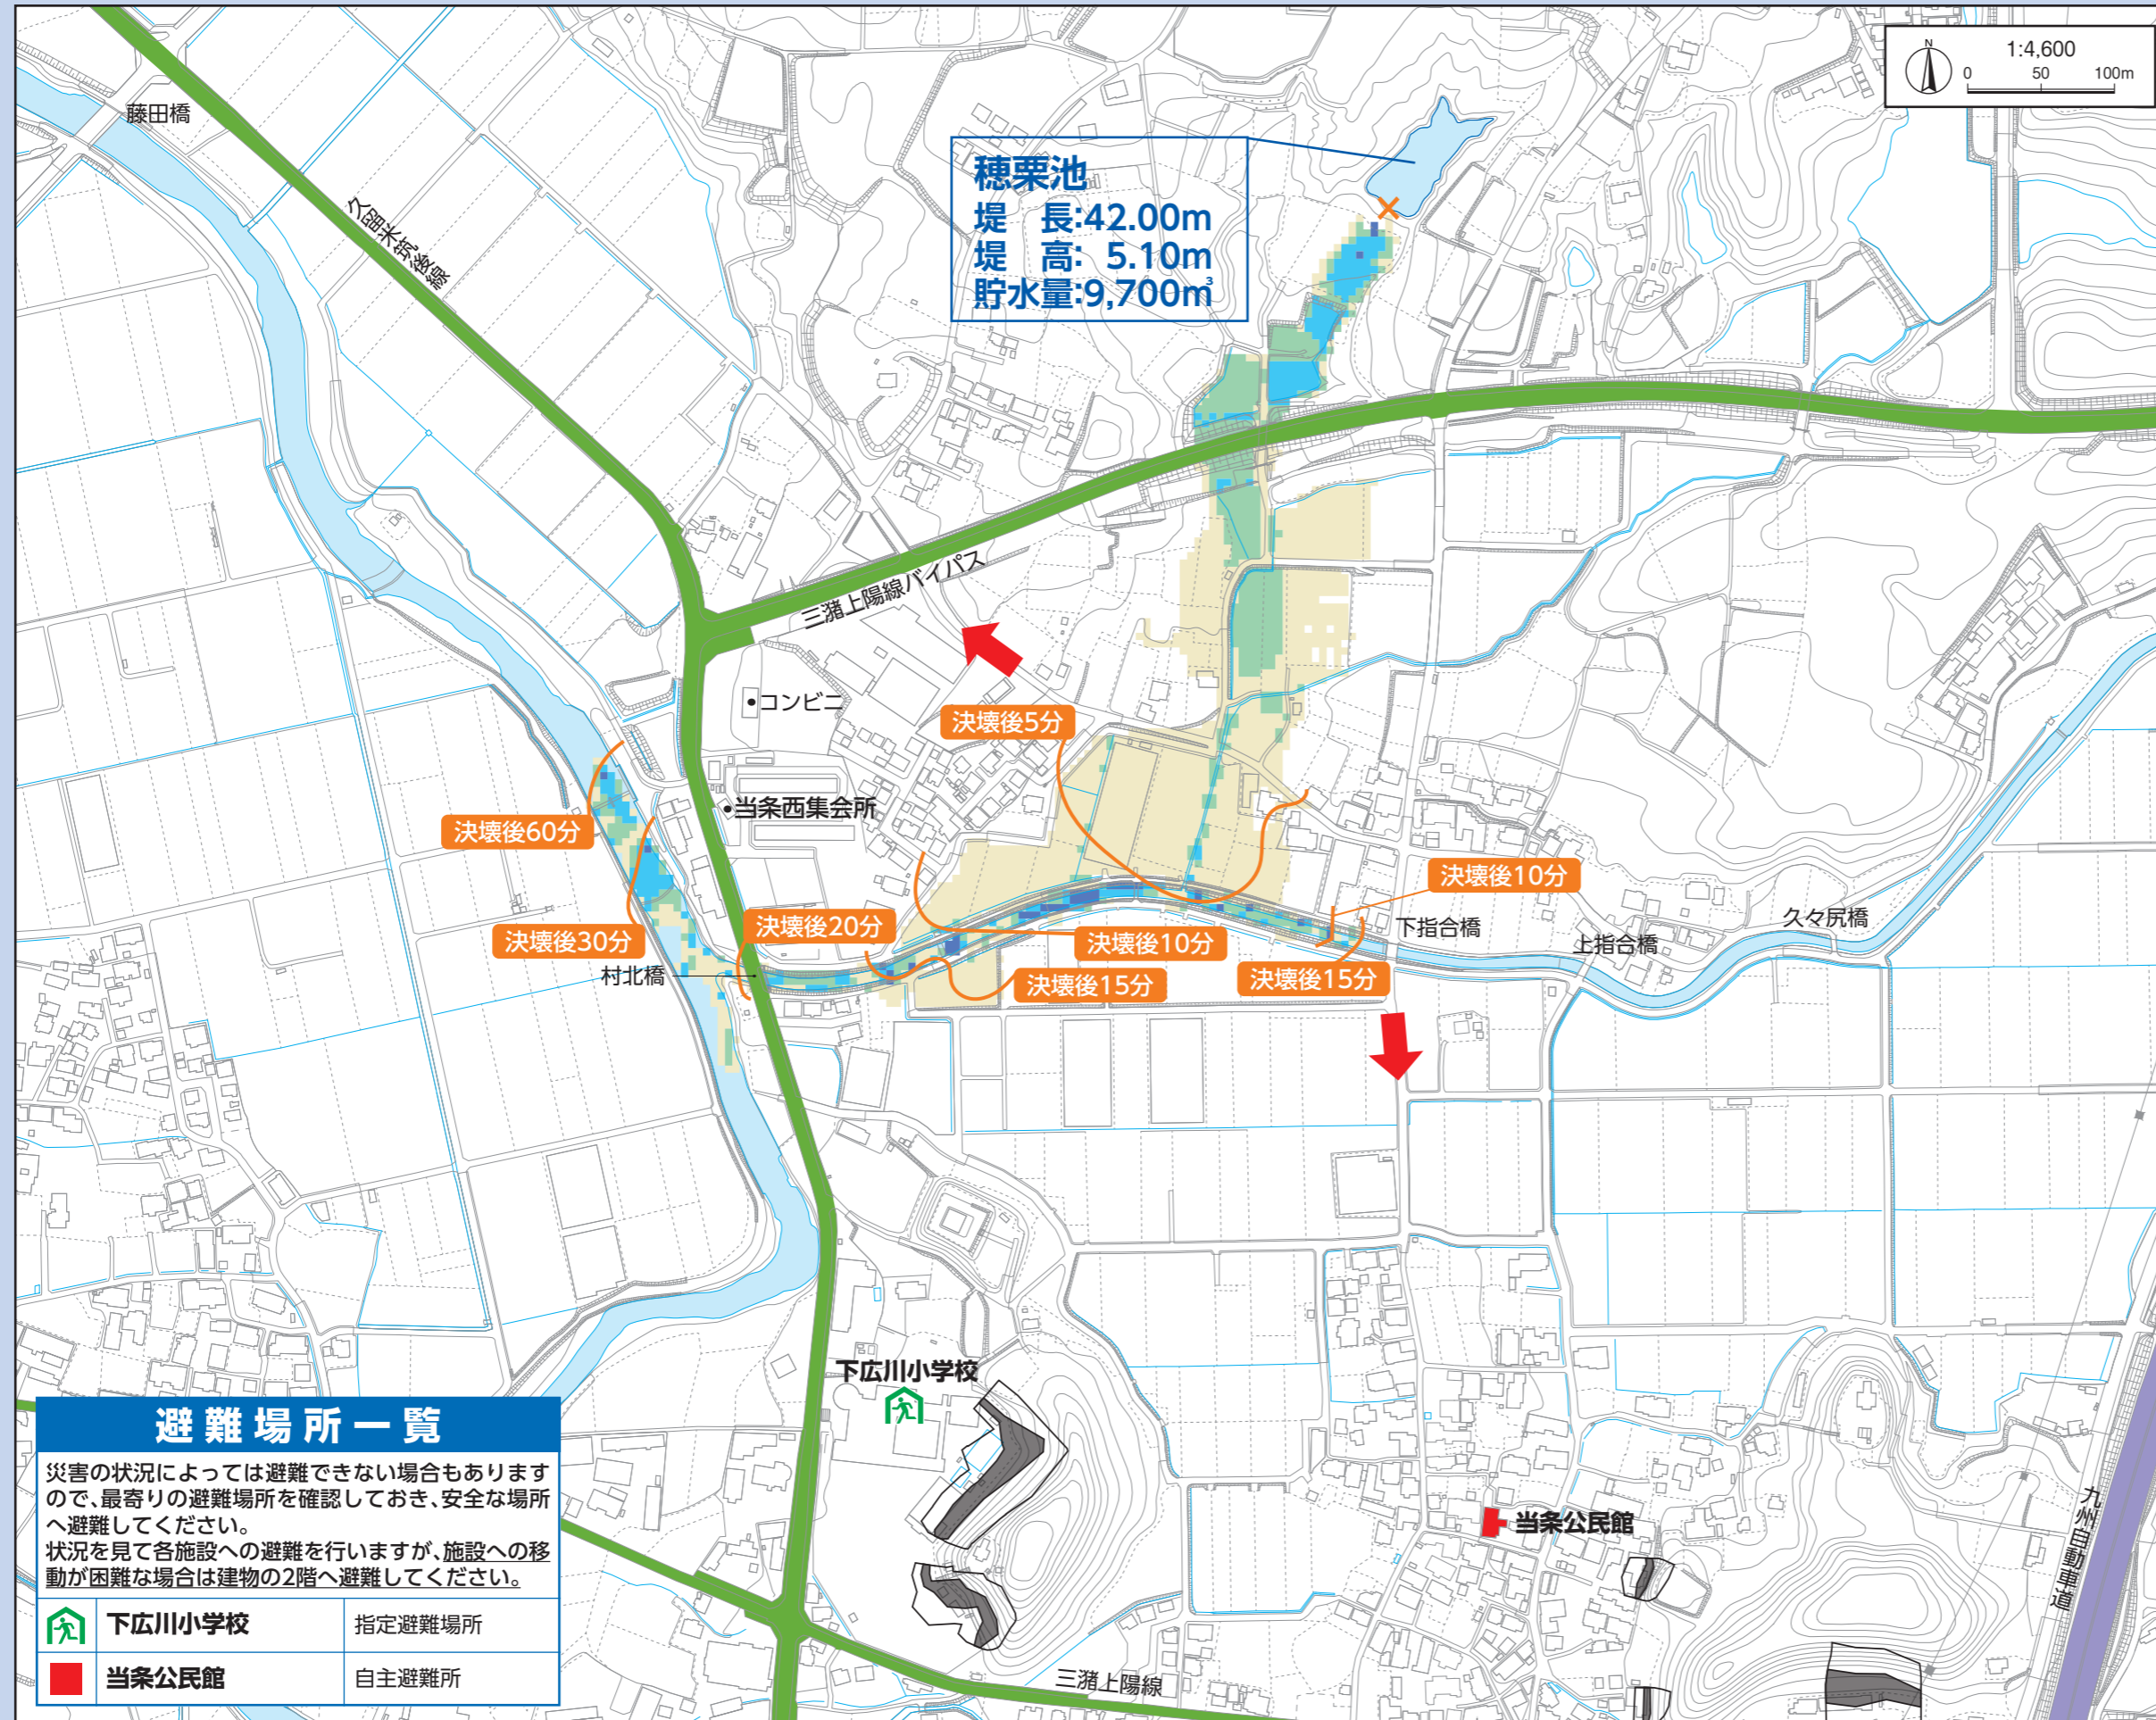 N
1:4,600
0 50 100m
藤田橋
久留米筑後線
穂栗池
堤　長:42.00m
堤　高: 5.10m
貯水量:9,700㎥
三潴上陽線バイパス
コンビニ
決壊後5分
当条西集会所
決壊後60分
決壊後10分
決壊後20分
決壊後30分
決壊後10分
下指合橋
久々尻橋
上指合橋
村北橋
決壊後15分
決壊後15分
下広川小学校
当条公民館
九州自動車道
三潴上陽線
避難場所一覧
災害の状況によっては避難できない場合もあります
ので、最寄りの避難場所を確認しておき、安全な場所
へ避難してください。
状況を見て各施設への避難を行いますが、施設への移
動が困難な場合は建物の2階へ避難してください。
下広川小学校 指定避難場所
当条公民館 自主避難所